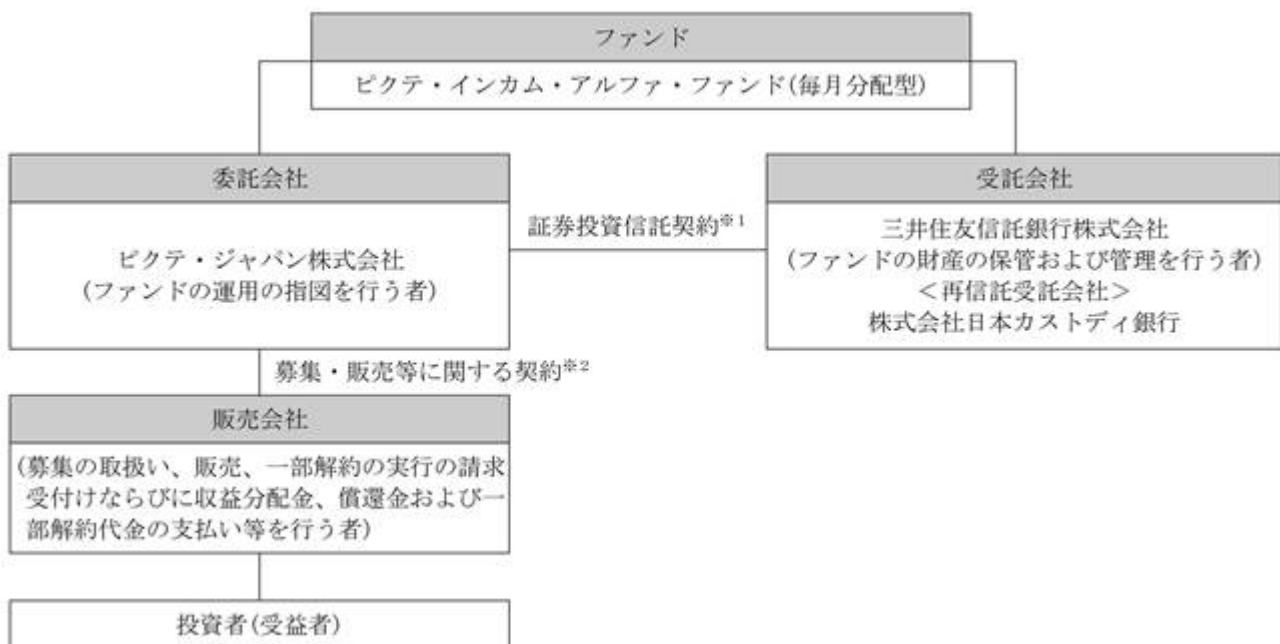 ファンド
ピクテ・インカム・アルファ・ファンド(毎月分配型)
委託会社
ピクテ・ジャパン株式会社
(ファンドの運用の指図を行う者)
証券投資信託契約※1
受託会社
三井住友信託銀行株式会社
(ファンドの財産の保管および管理を行う者)
<再信託受託会社>
株式会社日本カストディ銀行
募集・販売等に関する契約※2
販売会社
(募集の取扱い、販売、一部解約の実行の請求
受付けならびに収益分配金、償還金および一
部解約代金の支払い等を行う者)
投資者(受益者)